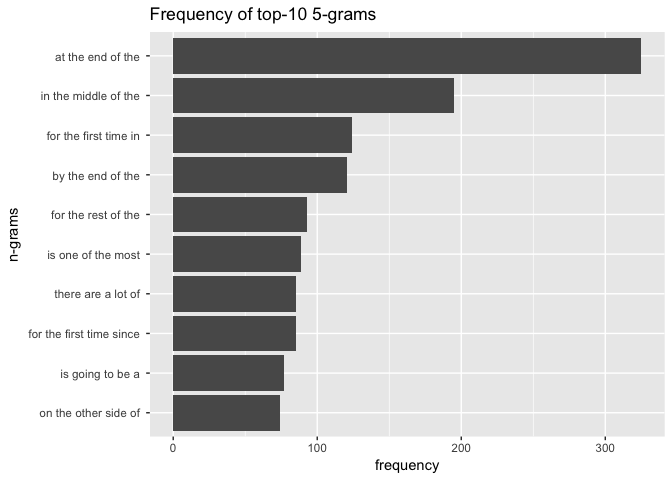 Frequency of top-10 5-grams
n-grams
at the end of the
in the middle of the
for the first time in
by the end of the
for the rest of the
is one of the most
there are a lot of
for the first time since
is going to be a
on the other side of
0 100 200 300
frequency